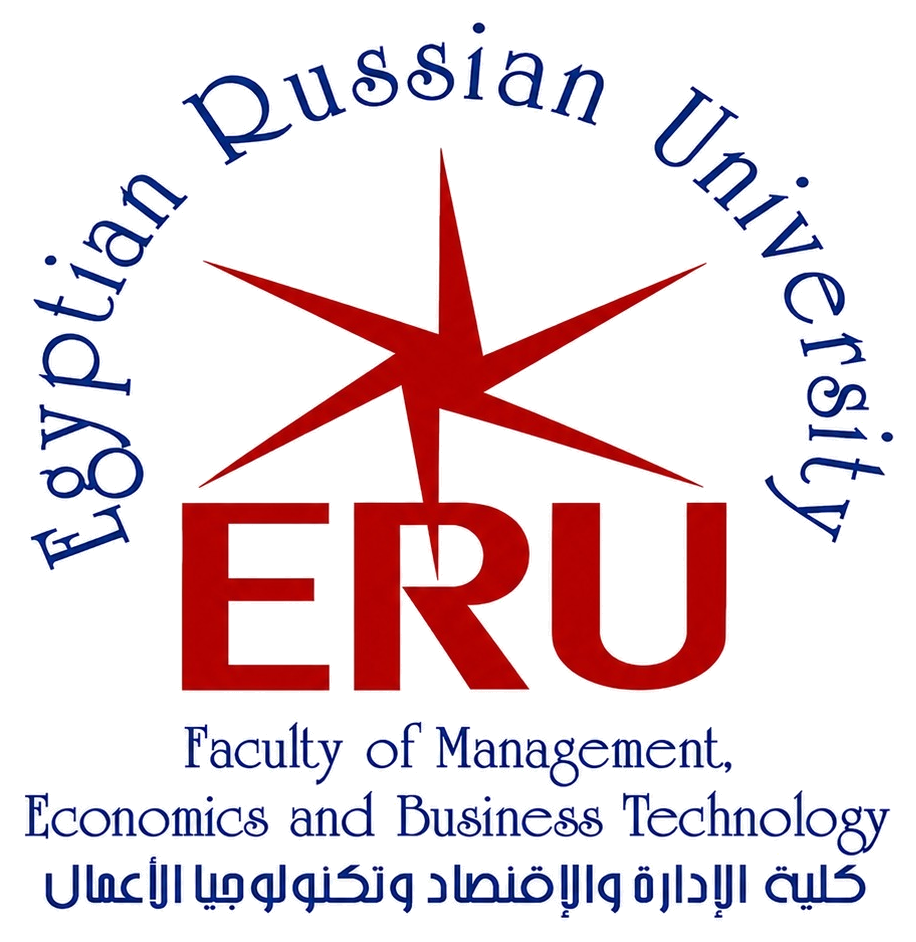 Egyptian Russian University
ERU
Faculty of Management,
Economics and Business Technology
كلية الإدارة والإقتصاد وتكنولوجيا الأعمال